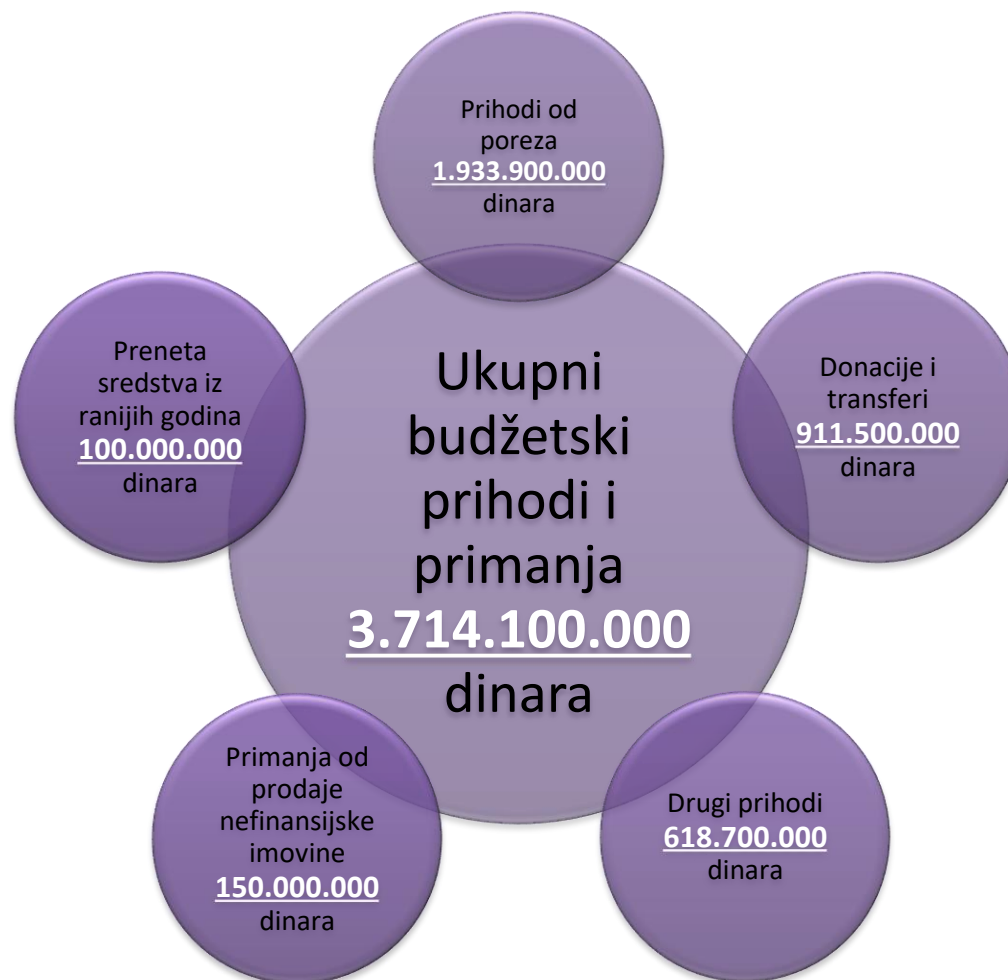 Prihodi od
poreza
1.933.900.000
dinara
Donacije i
transferi
911.500.000
dinara
Drugi prihodi
618.700.000
dinara
Primanja od
prodaje
nefinansijske
imovine
150.000.000
dinara
Preneta
sredstva iz
ranijih godina
100.000.000
dinara
Ukupni
budžetski
prihodi i
primanja
3.714.100.000
dinara